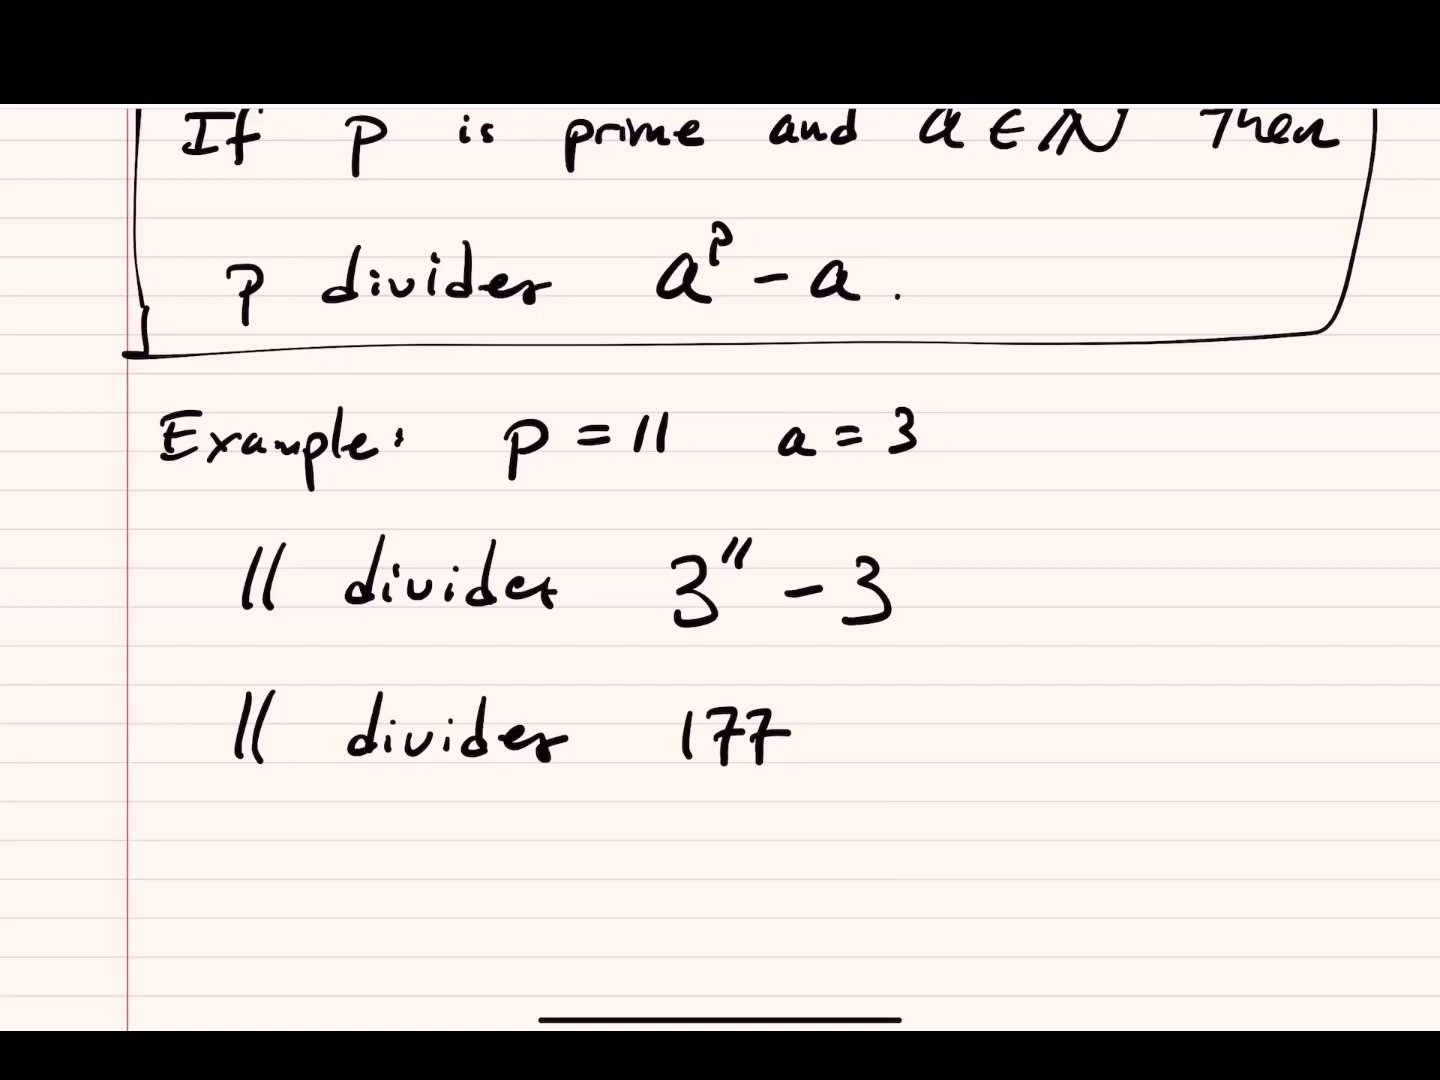 If p is prime and a ∈ ℕ then
p divides a^p - a.
Example: p = 11 a = 3
11 divides 3^11 - 3
11 divides 177